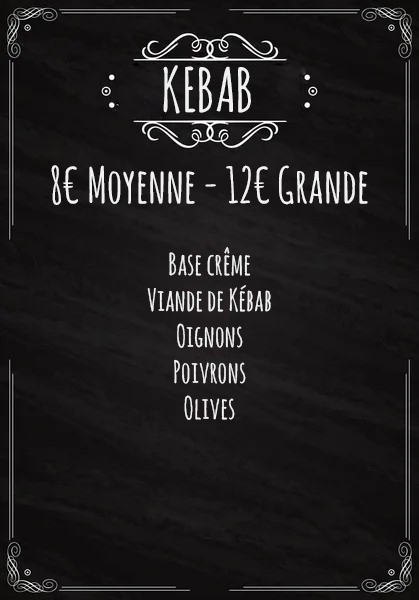 KEBAB
8€ MOYENNE - 12€ GRANDE
BASE CRÊME
VIANDE DE KÉBAB
OIGNONS
POIVRONS
OLIVES